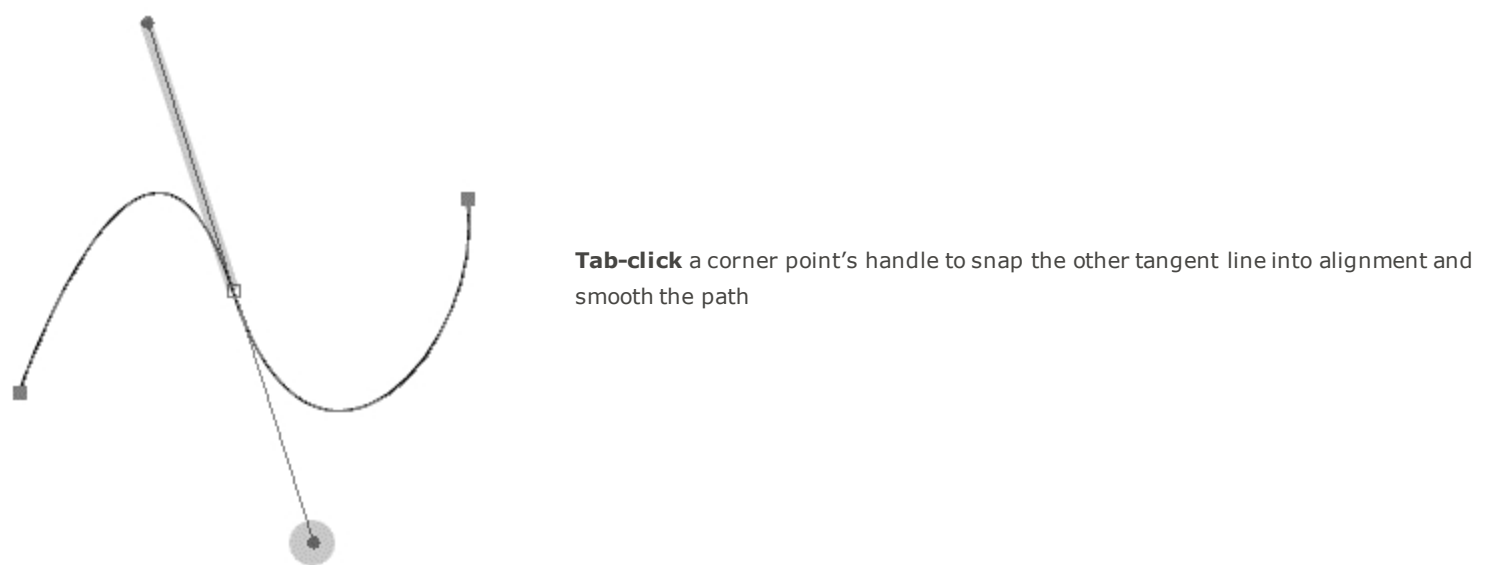 Tab-click a corner point’s handle to snap the other tangent line into alignment and
smooth the path